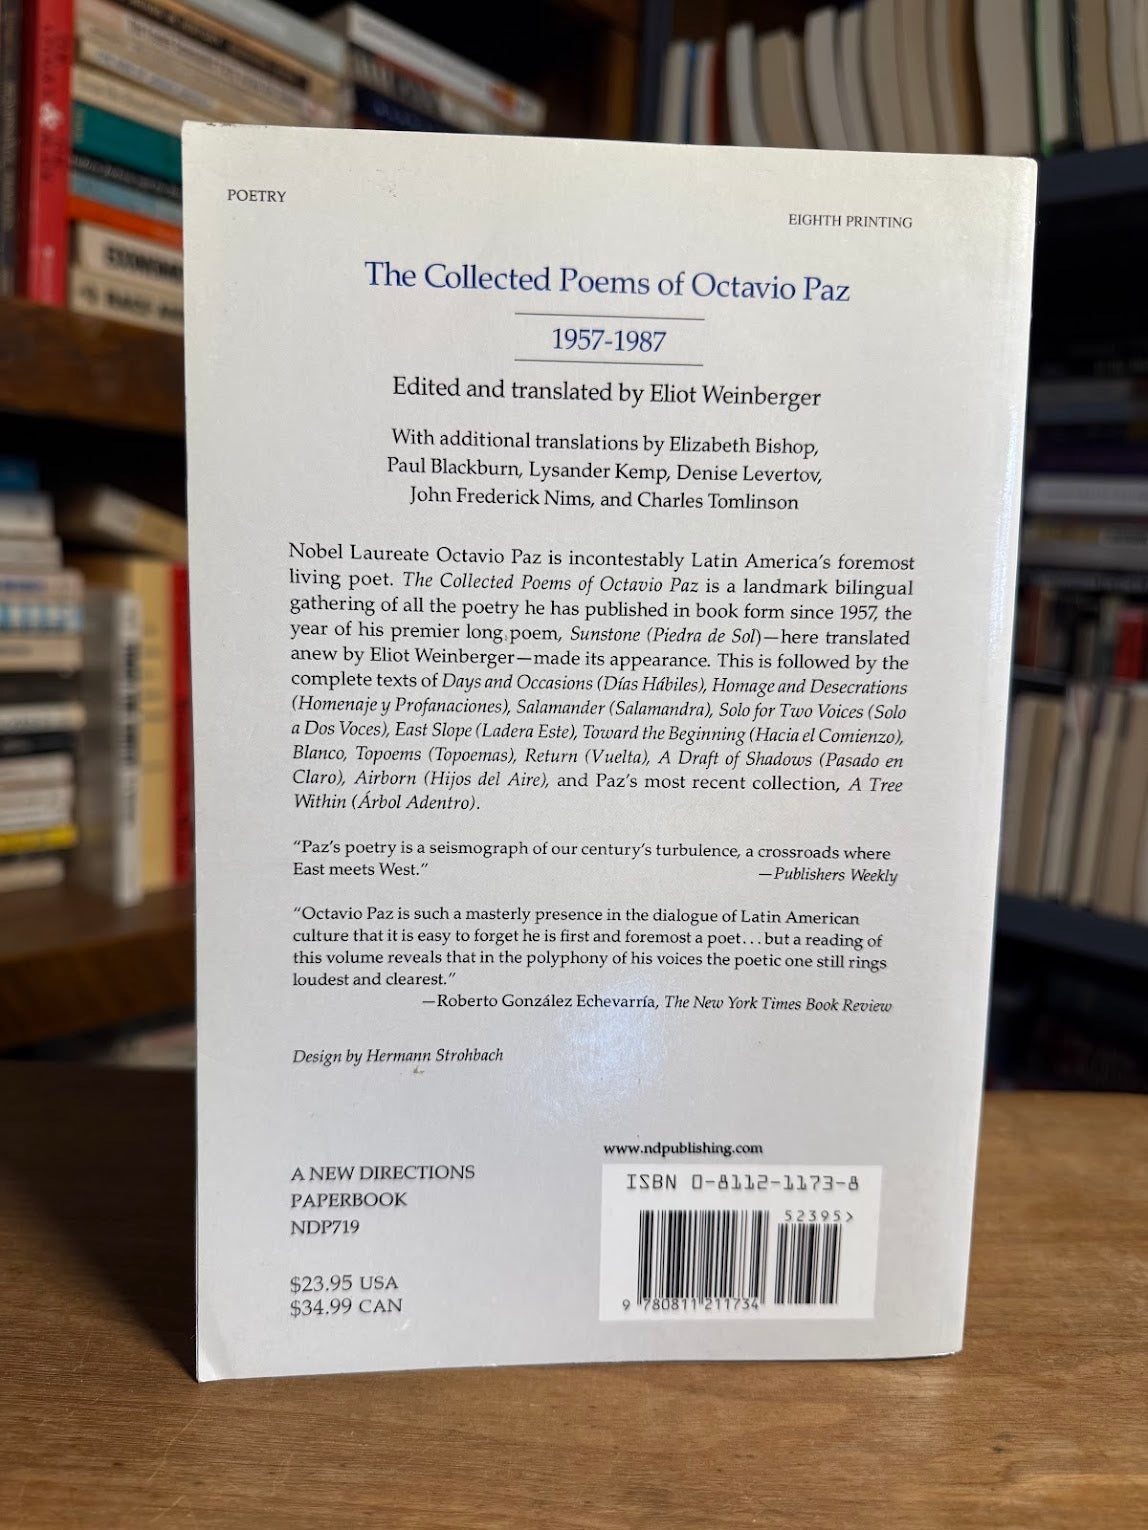 POETRY
EIGHTH PRINTING
The Collected Poems of Octavio Paz
1957-1987
Edited and translated by Eliot Weinberger
With additional translations by Elizabeth Bishop,
Paul Blackburn, Lysander Kemp, Denise Levertov,
John Frederick Nims, and Charles Tomlinson
Nobel Laureate Octavio Paz is incontestably Latin America's foremost
living poet. The Collected Poems of Octavio Paz is a landmark bilingual
gathering of all the poetry he has published in book form since 1957, the
year of his premier long poem, Sunstone (Piedra de Sol)—here translated
anew by Eliot Weinberger—made its appearance. This is followed by the
complete texts of Days and Occasions (Días Hábiles), Homage and Desecrations
(Homenaje y Profanaciones), Salamander (Salamandra), Solo for Two Voices (Solo
a Dos Voces), East Slope (Ladera Este), Toward the Beginning (Hacia el Comienzo),
Blanco, Topoems (Topoemas), Return (Vuelta), A Draft of Shadows (Pasado en
Claro), Airborn (Hijos del Aire), and Paz's most recent collection, A Tree
Within (Árbol Adentro).
"Paz's poetry is a seismograph of our century's turbulence, a crossroads where
East meets West." —Publishers Weekly
"Octavio Paz is such a masterly presence in the dialogue of Latin American
culture that it is easy to forget he is first and foremost a poet...but a reading of
this volume reveals that in the polyphony of his voices the poetic one still rings
loudest and clearest."
—Roberto González Echevarría, The New York Times Book Review
Design by Hermann Strohbach
www.ndpublishing.com
A NEW DIRECTIONS
PAPERBOOK
NDP719
$23.95 USA
$34.99 CAN
ISBN 0-8112-1173-8
52395>
9 780811 211734